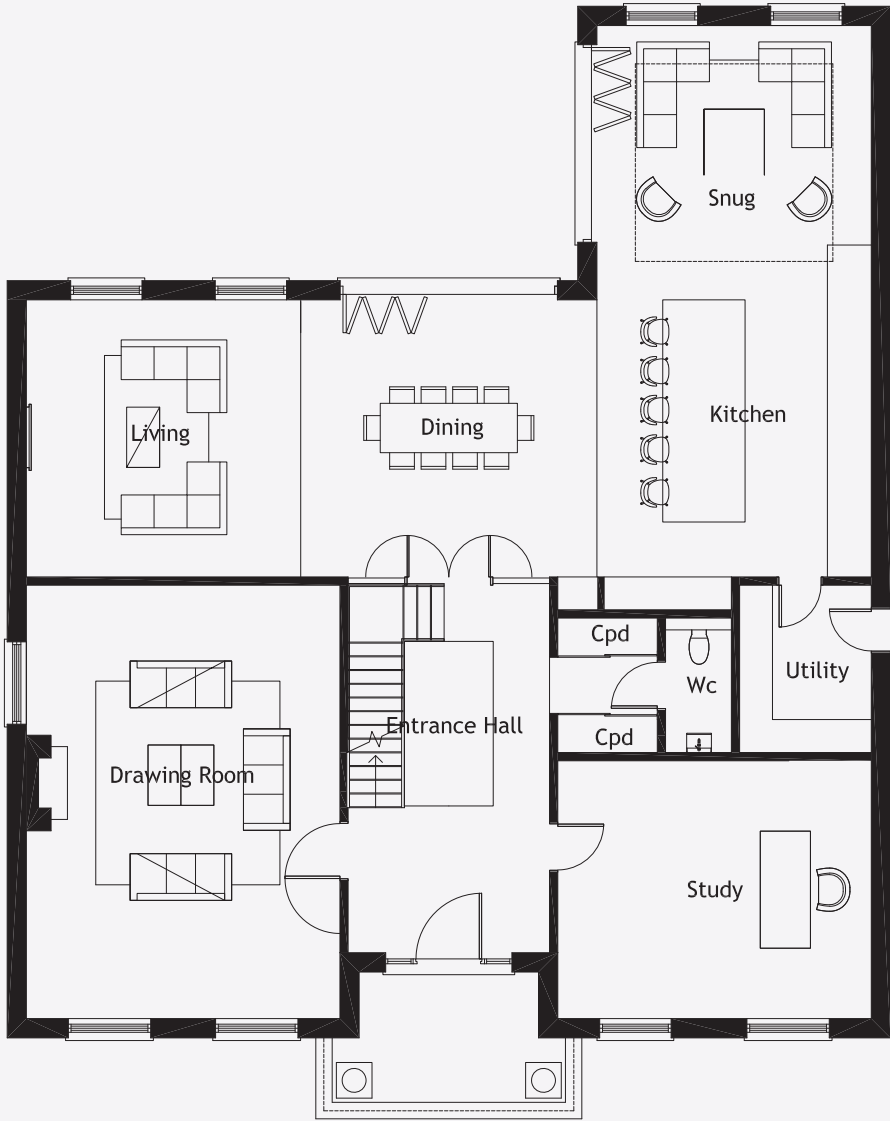 Snug
Living
Dining
Kitchen
Cpd
Utility
Wc
Entrance Hall
Cpd
Drawing Room
Study